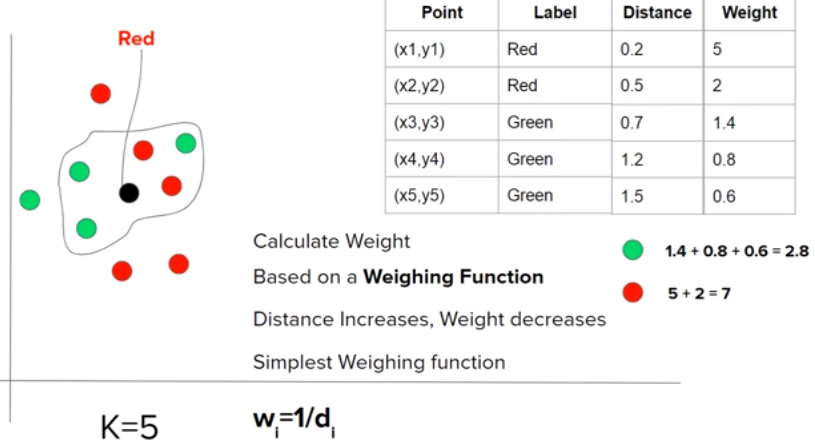 Red
Point Label Distance Weight
(x1,y1) Red 0.2 5
(x2,y2) Red 0.5 2
(x3,y3) Green 0.7 1.4
(x4,y4) Green 1.2 0.8
(x5,y5) Green 1.5 0.6
Calculate Weight
Based on a Weighing Function
Distance Increases, Weight decreases
Simplest Weighing function
1.4 + 0.8 + 0.6 = 2.8
5 + 2 = 7
K=5
wi=1/di